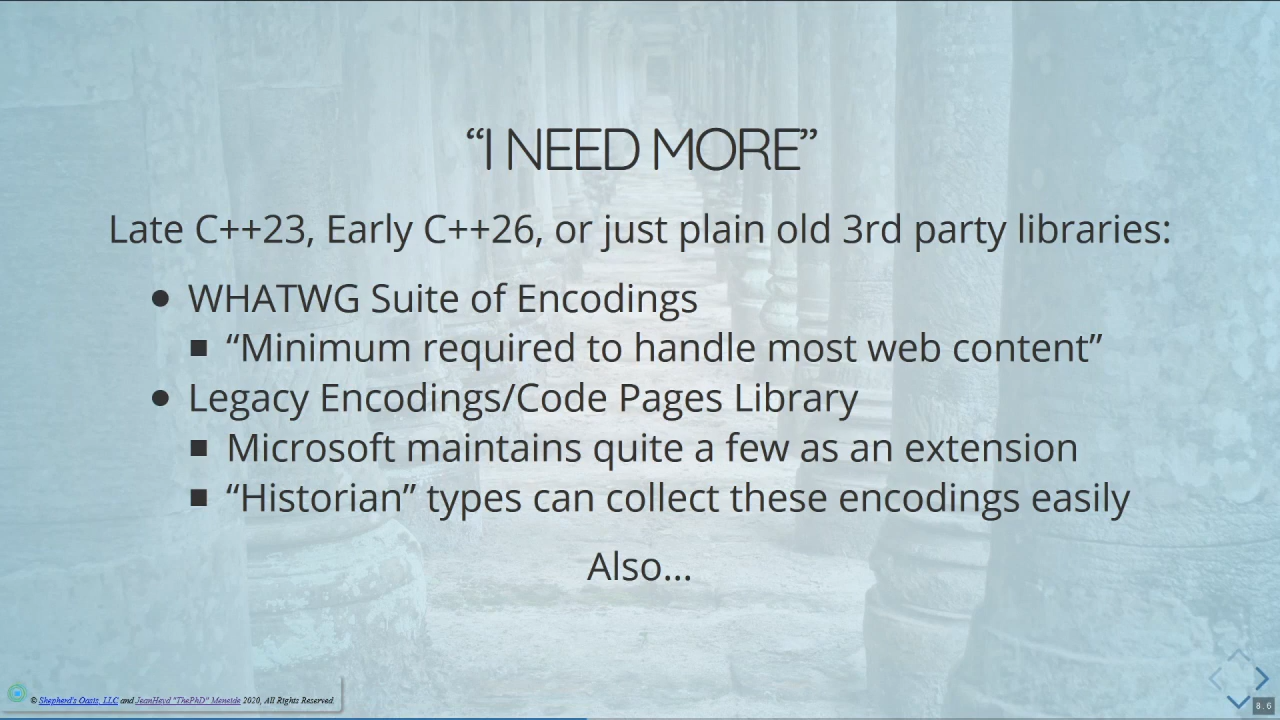 “I NEED MORE”
Late C++23, Early C++26, or just plain old 3rd party libraries:
WHATWG Suite of Encodings
“Minimum required to handle most web content”
Legacy Encodings/Code Pages Library
Microsoft maintains quite a few as an extension
“Historian” types can collect these encodings easily
Also...
© Shepherd's Oasis, LLC and JeanHeyd "ThePhD" Meneide 2020, All Rights Reserved.
8.6